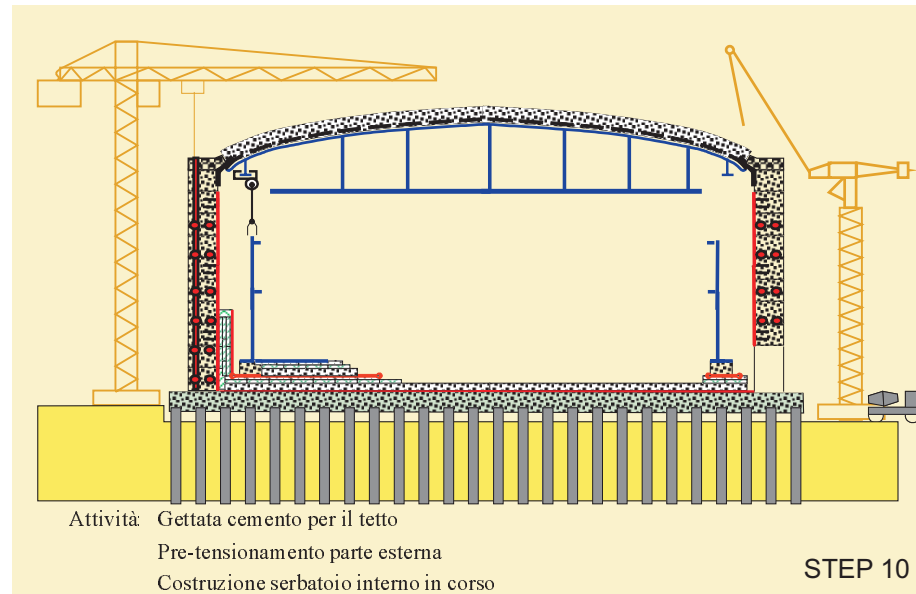 Attività: Gettata cemento per il tetto
Pre-tensionamento parte esterna
Costruzione serbatoio interno in corso
STEP 10